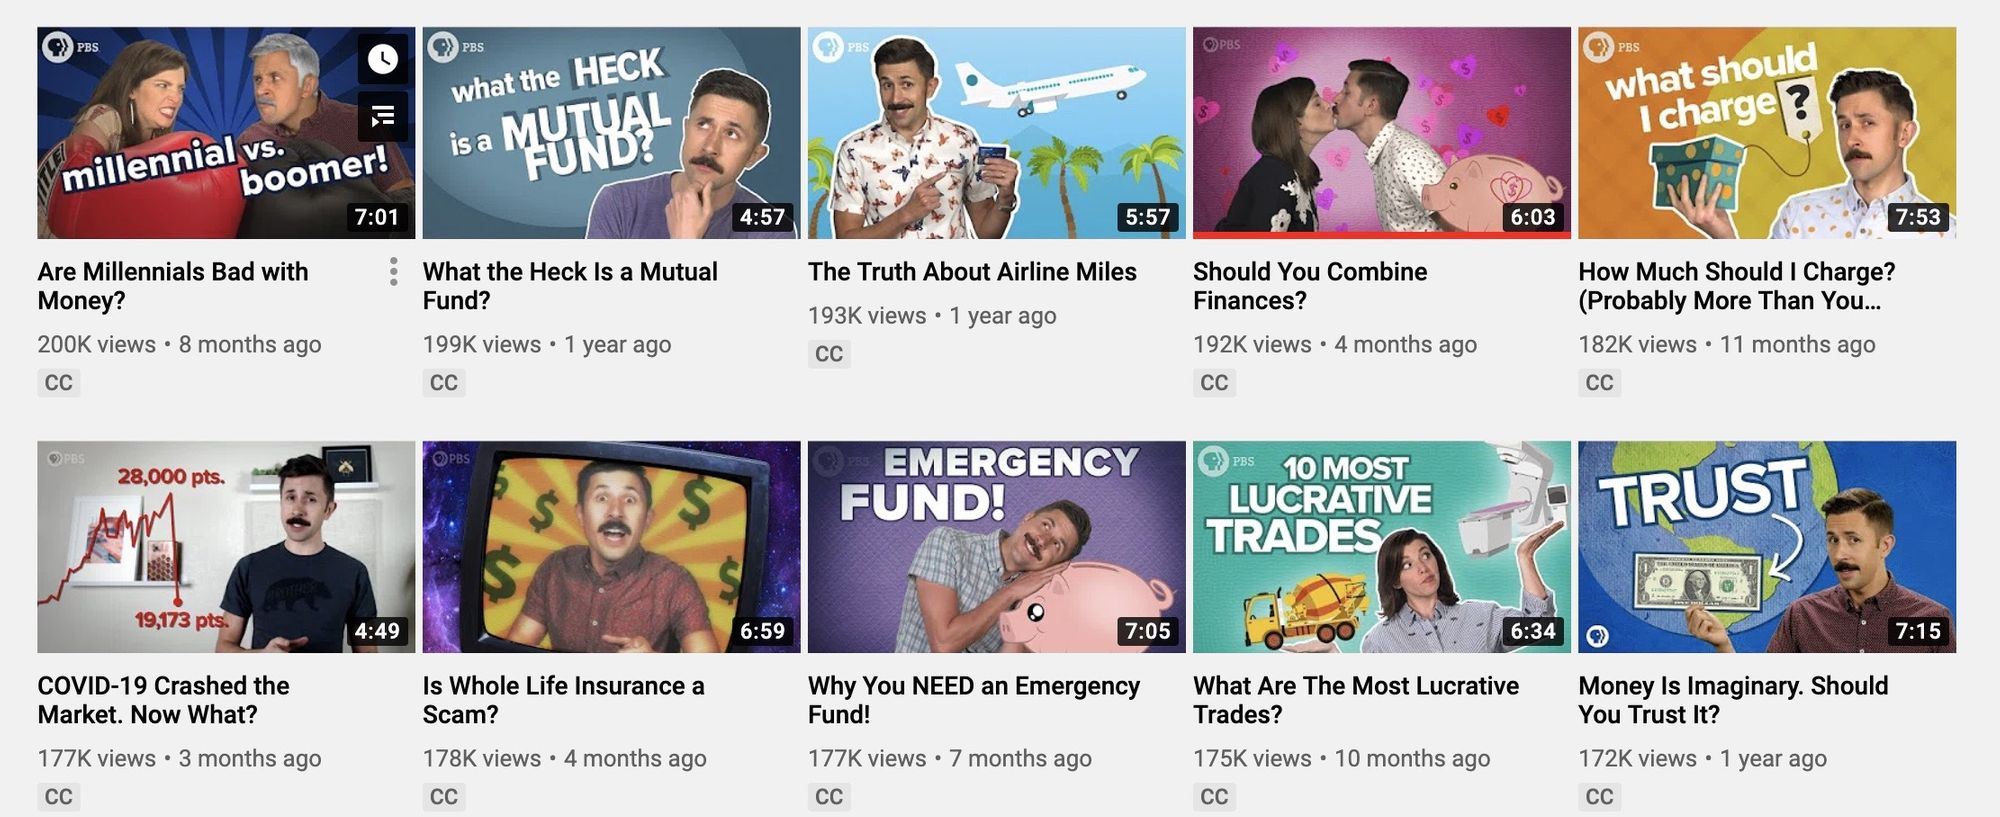 PBS
millennial vs.
boomer!
7:01
Are Millennials Bad with
Money?
200K views • 8 months ago
CC
PBS
what the HECK
is a MUTUAL
FUND?
4:57
What the Heck Is a Mutual
Fund?
199K views • 1 year ago
CC
PBS
5:57
The Truth About Airline Miles
193K views • 1 year ago
CC
PBS
6:03
Should You Combine
Finances?
192K views • 4 months ago
CC
PBS
what should
I charge?
7:53
How Much Should I Charge?
(Probably More Than You...
182K views • 11 months ago
CC
PBS
28,000 pts.
19,173 pts.
4:49
COVID-19 Crashed the
Market. Now What?
177K views • 3 months ago
CC
PBS
6:59
Is Whole Life Insurance a
Scam?
178K views • 4 months ago
CC
PBS
EMERGENCY
FUND!
7:05
Why You NEED an Emergency
Fund!
177K views • 7 months ago
CC
PBS
10 MOST
LUCRATIVE
TRADES
6:34
What Are The Most Lucrative
Trades?
175K views • 10 months ago
CC
TRUST
7:15
Money Is Imaginary. Should
You Trust It?
172K views • 1 year ago
CC